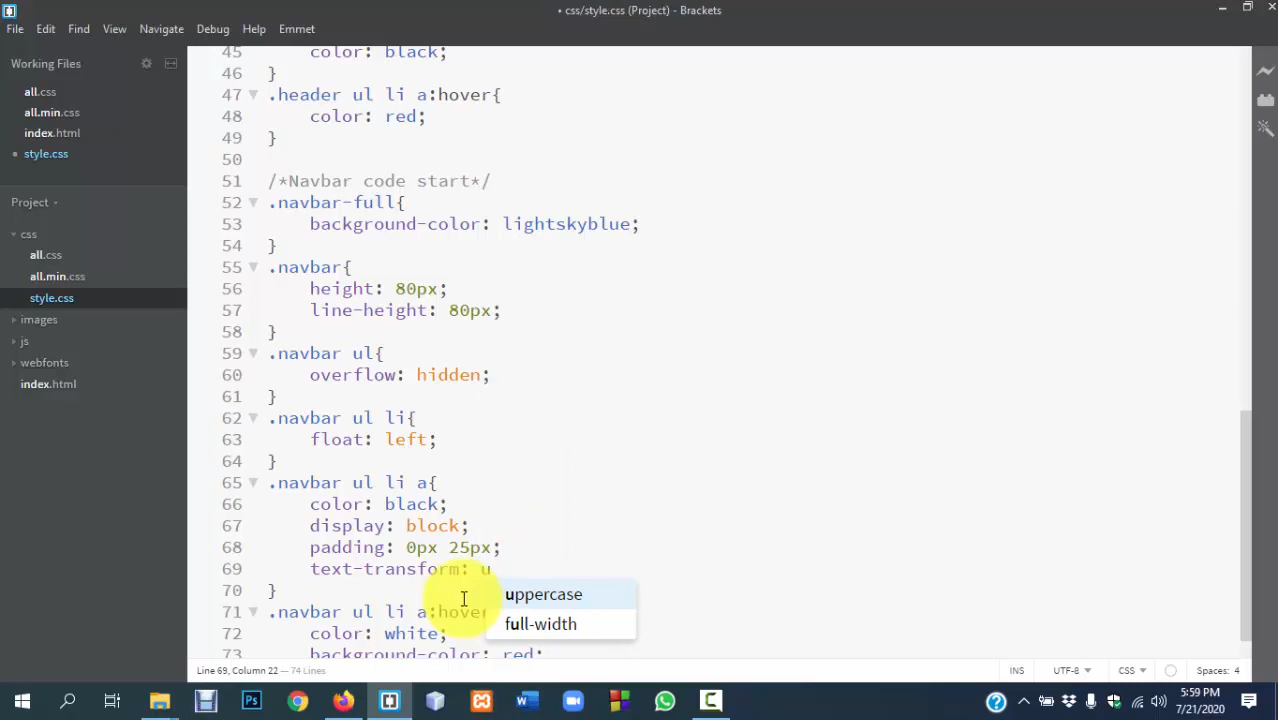 • css/style.css (Project) - Brackets
File Edit Find View Navigate Debug Help Emmet
Working Files
all.css
all.min.css
index.html
• style.css
Project
css
all.css
all.min.css
style.css
images
js
webfonts
index.html
45 color: black;
46 }
47 .header ul li a:hover{
48 color: red;
49 }
50
51 /*Navbar code start*/
52 .navbar-full{
53 background-color: lightskyblue;
54 }
55 .navbar{
56 height: 80px;
57 line-height: 80px;
58 }
59 .navbar ul{
60 overflow: hidden;
61 }
62 .navbar ul li{
63 float: left;
64 }
65 .navbar ul li a{
66 color: black;
67 display: block;
68 padding: 0px 25px;
69 text-transform: u
uppercase
full-width
70 }
71 .navbar ul li a:hover
72 color: white;
73 background-color: red;
Line 69, Column 22 — 74 Lines
INS UTF-8 CSS Spaces: 4
5:59 PM
7/21/2020